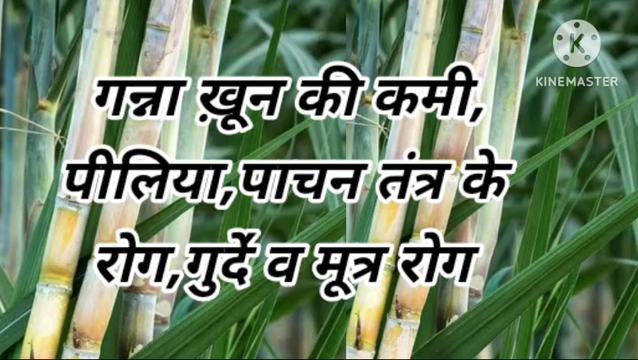 KINEMASTER
गन्ना ख़ून की कमी,
पीलिया,पाचन तंत्र के
रोग,गुर्दे व मूत्र रोग